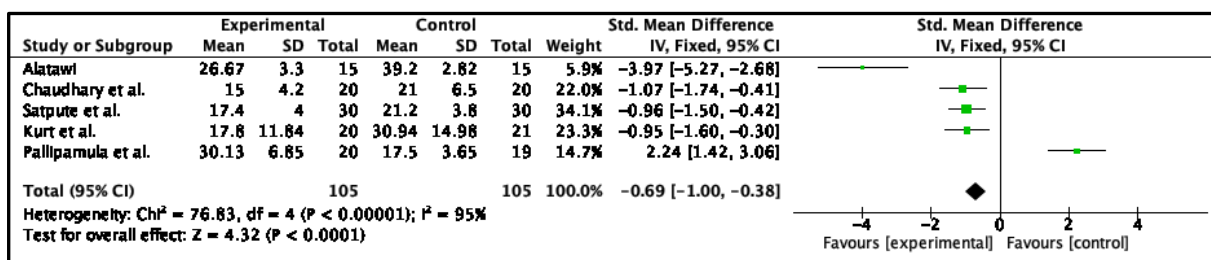 Experimental Control Std. Mean Difference Std. Mean Difference
Study or Subgroup Mean SD Total Mean SD Total Weight IV, Fixed, 95% CI IV, Fixed, 95% CI
Alatawi 26.67 3.3 15 39.2 2.82 15 5.9% −3.97 [−5.27, −2.68]
Chaudhary et al. 15 4.2 20 21 6.5 20 22.0% −1.07 [−1.74, −0.41]
Satpute et al. 17.4 4 30 21.2 3.8 30 34.1% −0.96 [−1.50, −0.42]
Kurt et al. 17.8 11.84 20 30.94 14.98 21 23.3% −0.95 [−1.60, −0.30]
Pallipamula et al. 30.13 6.85 20 17.5 3.65 19 14.7% 2.24 [1.42, 3.06]
Total (95% CI) 105 105 100.0% −0.69 [−1.00, −0.38]
Heterogeneity: Chi² = 76.83, df = 4 (P < 0.00001); I² = 95%
Test for overall effect: Z = 4.32 (P < 0.0001)
−4 −2 0 2 4
Favours [experimental] Favours [control]